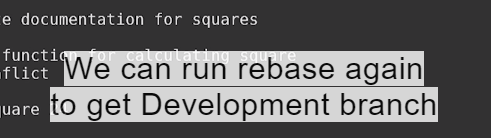 e documentation for squares
function for calculating square
flict
We can run rebase again
quare
to get Development branch